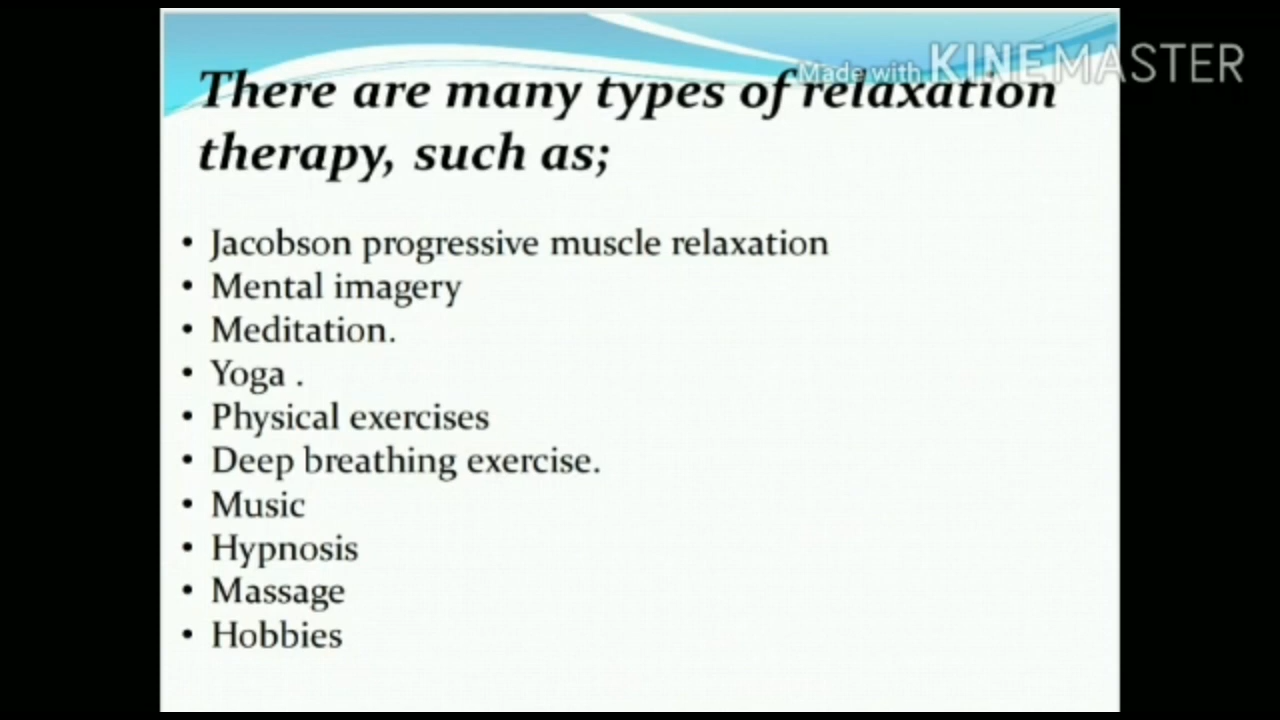 Made with KINEMASTER
There are many types of relaxation
therapy, such as;
• Jacobson progressive muscle relaxation
• Mental imagery
• Meditation.
• Yoga .
• Physical exercises
• Deep breathing exercise.
• Music
• Hypnosis
• Massage
• Hobbies